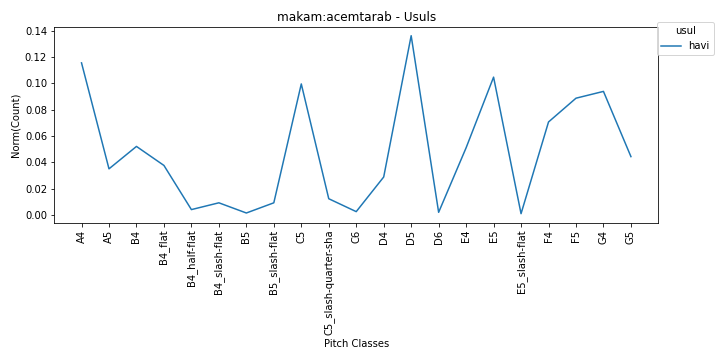 makam:acemtarab - Usuls
usul
havi
Norm(Count)
0.14
0.12
0.10
0.08
0.06
0.04
0.02
0.00
A4
A5
B4
B4_flat
B4_half-flat
B4_slash-flat
B5
B5_slash-flat
C5
C5_slash-quarter-sha
C6
D4
D5
D6
E4
E5
E5_slash-flat
F4
F5
G4
G5
Pitch Classes